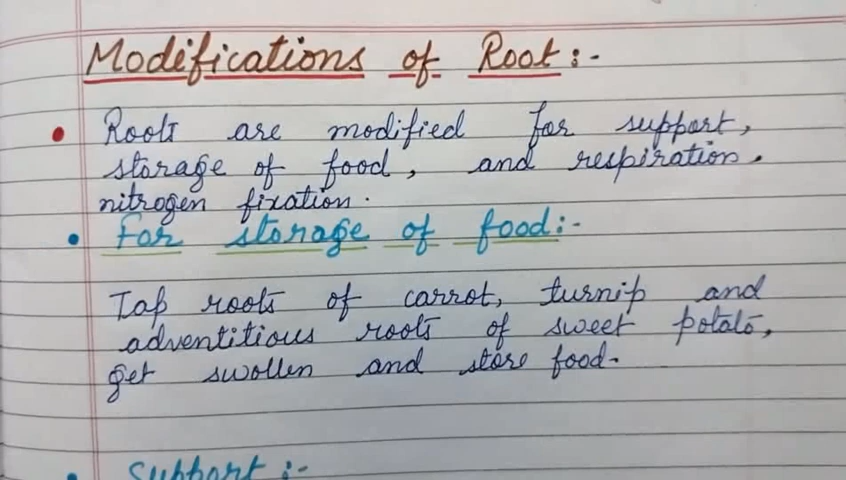 Modifications of Root :-
• Roots are modified for support,
storage of food, and respiration.
nitrogen fixation.
• For storage of food :-
Tap roots of carrot, turnip and
adventitious roots of sweet potato,
get swollen and store food.
• Support :-